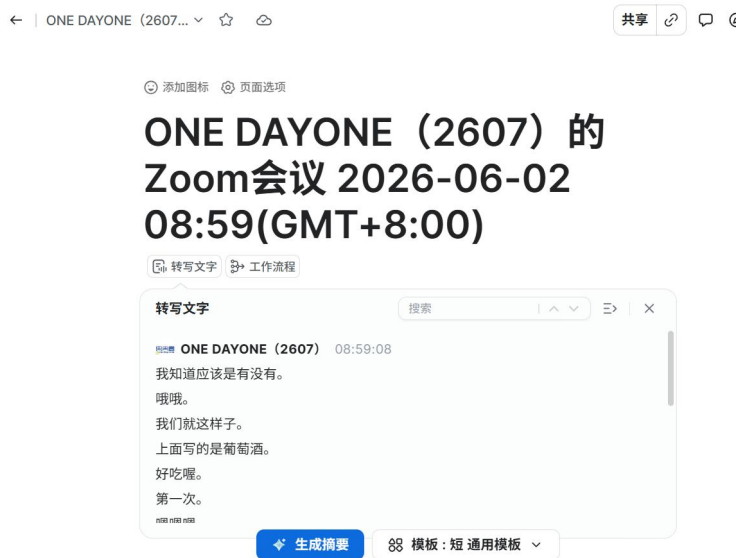 ONE DAYONE（2607...
共享
添加图标 页面选项
ONE DAYONE（2607）的
Zoom会议 2026-06-02
08:59(GMT+8:00)
转写文字 工作流程
转写文字
搜索
ONE DAYONE（2607） 08:59:08
我知道应该是有没有。
哦哦。
我们就这样子。
上面写的是葡萄酒。
好吃喔。
第一次。
生成摘要 模板 : 短 通用模板